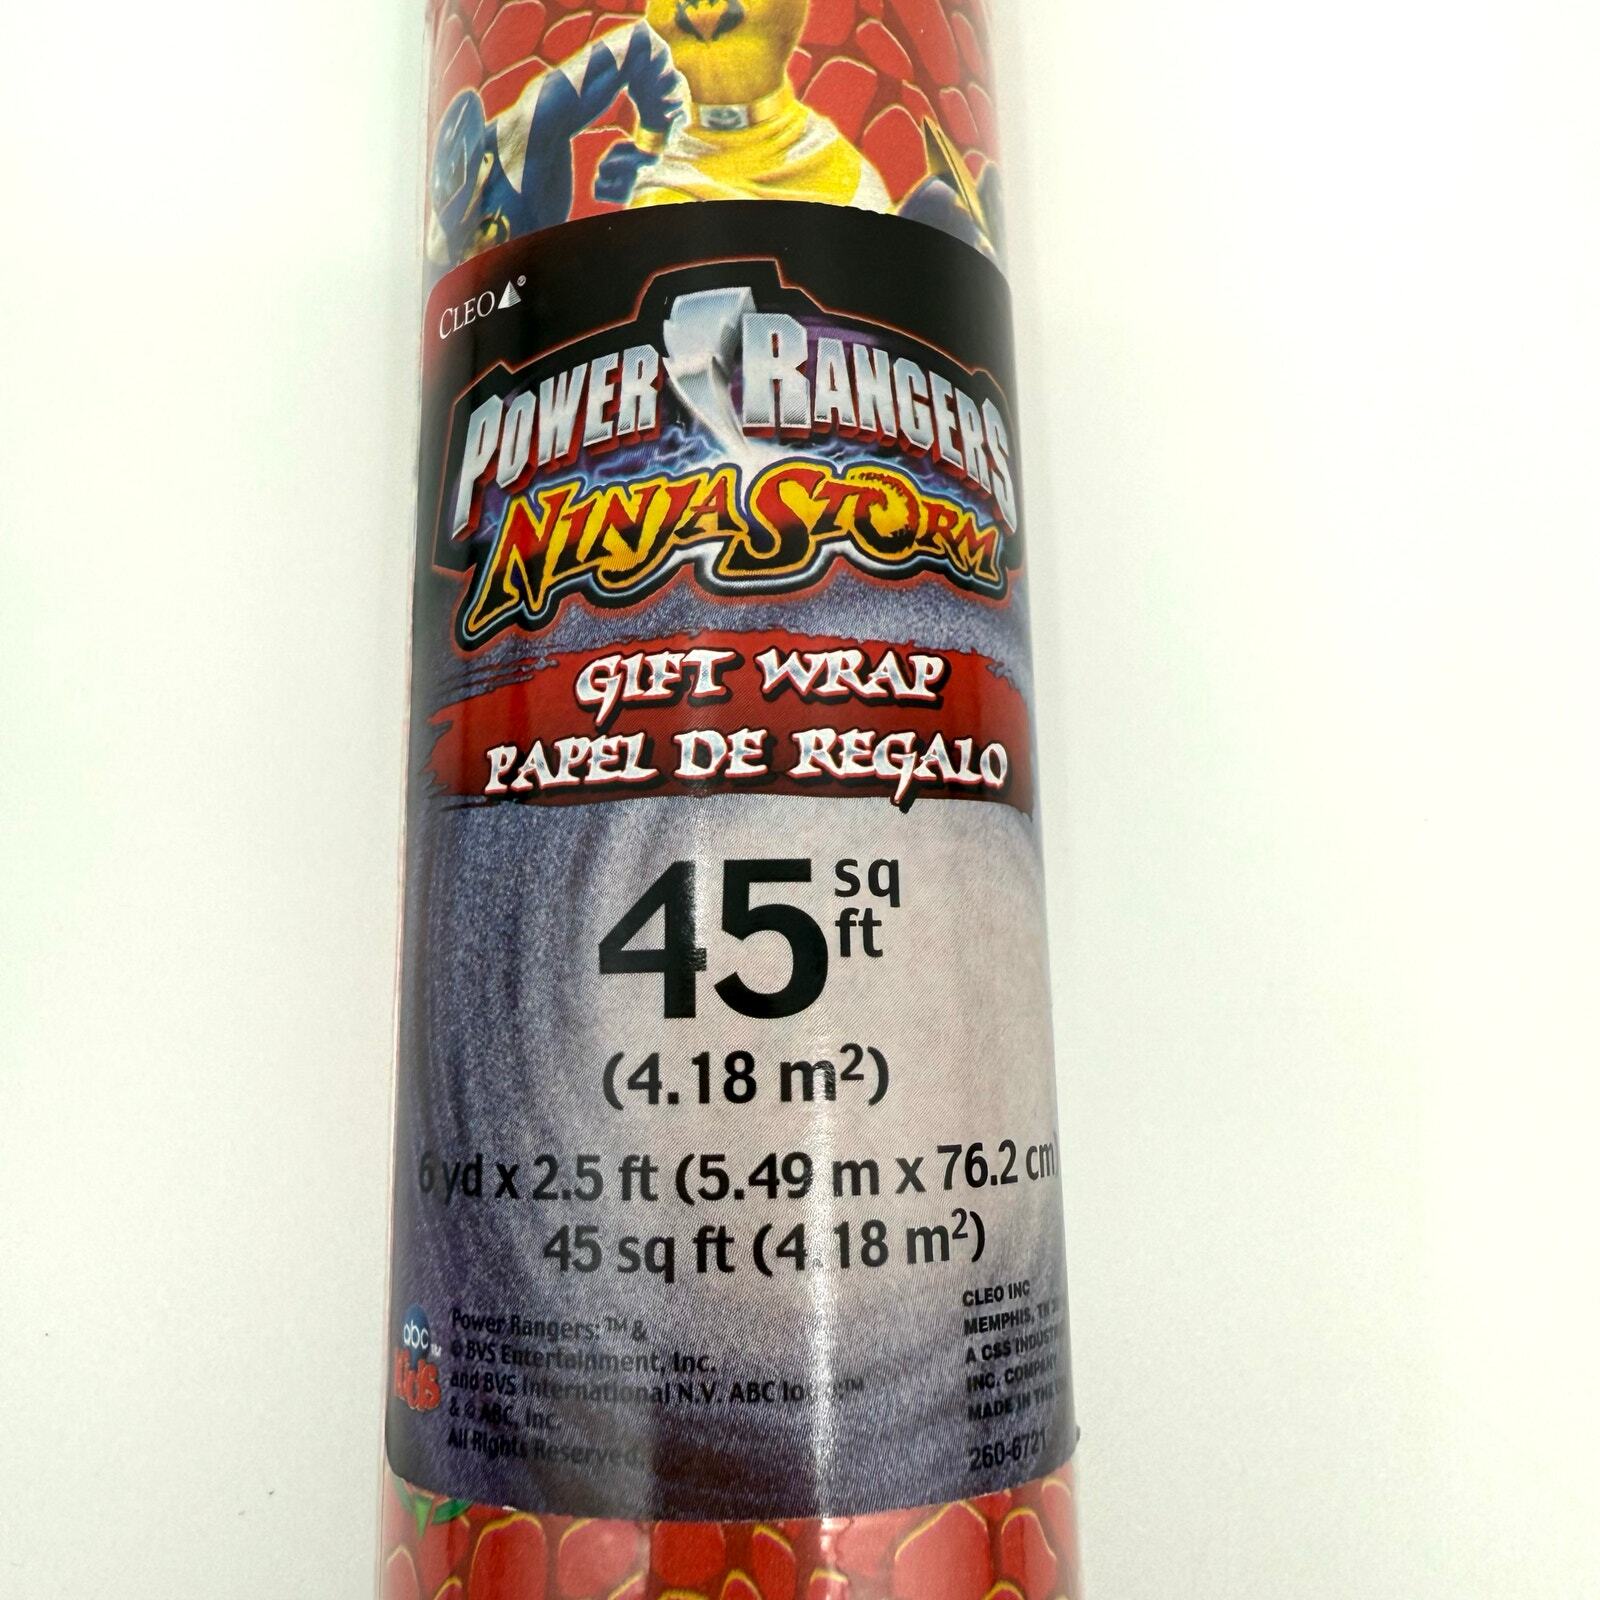 CLEO
POWER RANGERS
NINJA STORM
GIFT WRAP
PAPEL DE REGALO
45 sq ft
(4.18 m²)
6 yd x 2.5 ft (5.49 m x 76.2 cm)
45 sq ft (4.18 m²)
abc™
Kids
Power Rangers: ™ &
© BVS Entertainment, Inc.
and BVS International N.V. ABC ™
& © ABC, Inc.
All Rights Reserved.
CLEO INC
MEMPHIS, TN
A CSS
INC. COMPANY
MADE IN THE
260-6721